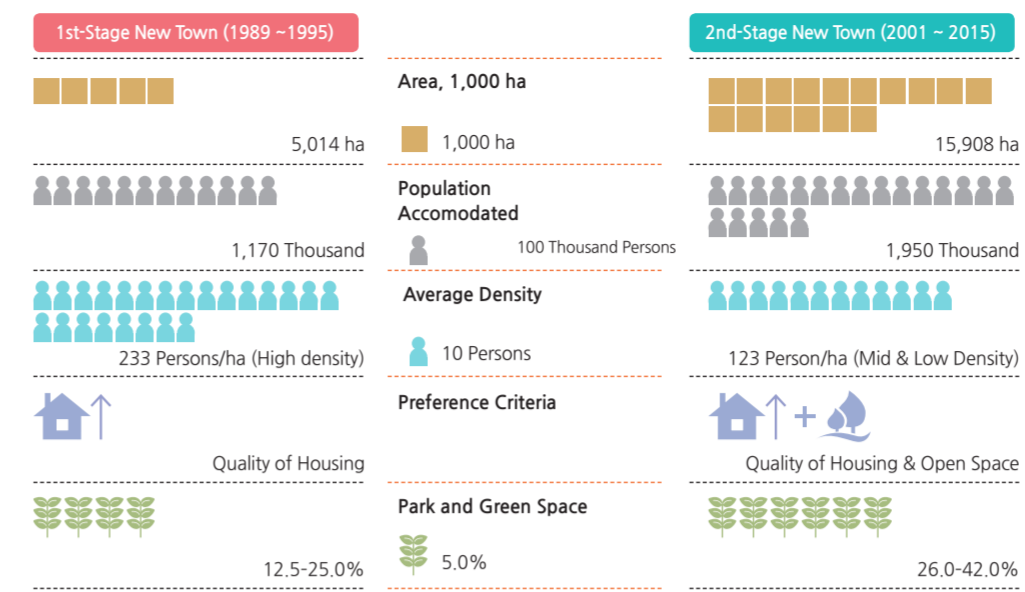 1st-Stage New Town (1989 ~1995)
2nd-Stage New Town (2001 ~ 2015)
Area, 1,000 ha
1,000 ha
5,014 ha
15,908 ha
Population
Accomodated
100 Thousand Persons
1,170 Thousand
1,950 Thousand
Average Density
10 Persons
233 Persons/ha (High density)
123 Person/ha (Mid & Low Density)
Preference Criteria
Quality of Housing
Quality of Housing & Open Space
Park and Green Space
5.0%
12.5-25.0%
26.0-42.0%